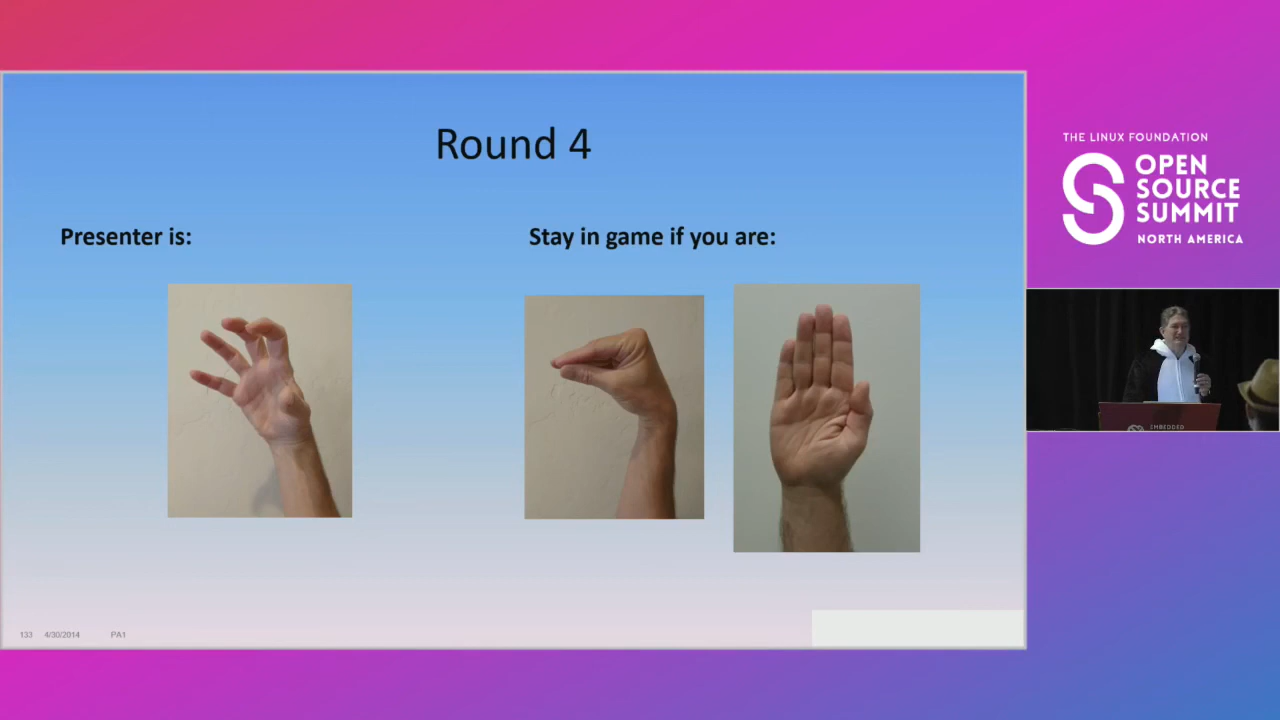 Round 4
Presenter is:
Stay in game if you are:
133 4/30/2014 PA1
THE LINUX FOUNDATION
OPEN
SOURCE
SUMMIT
NORTH AMERICA
EMBEDDED